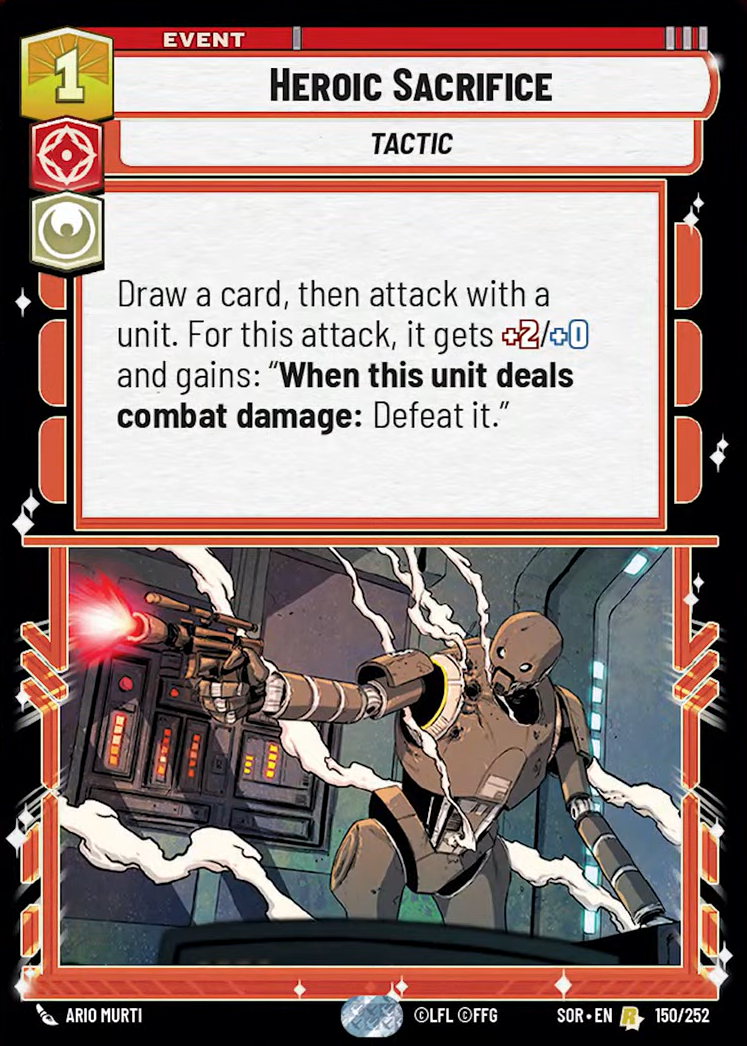 EVENT
1
HEROIC SACRIFICE
TACTIC
Draw a card, then attack with a
unit. For this attack, it gets +2/+0
and gains: “When this unit deals
combat damage: Defeat it.”
ARIO MURTI
©LFL ©FFG
SOR•EN R 150/252